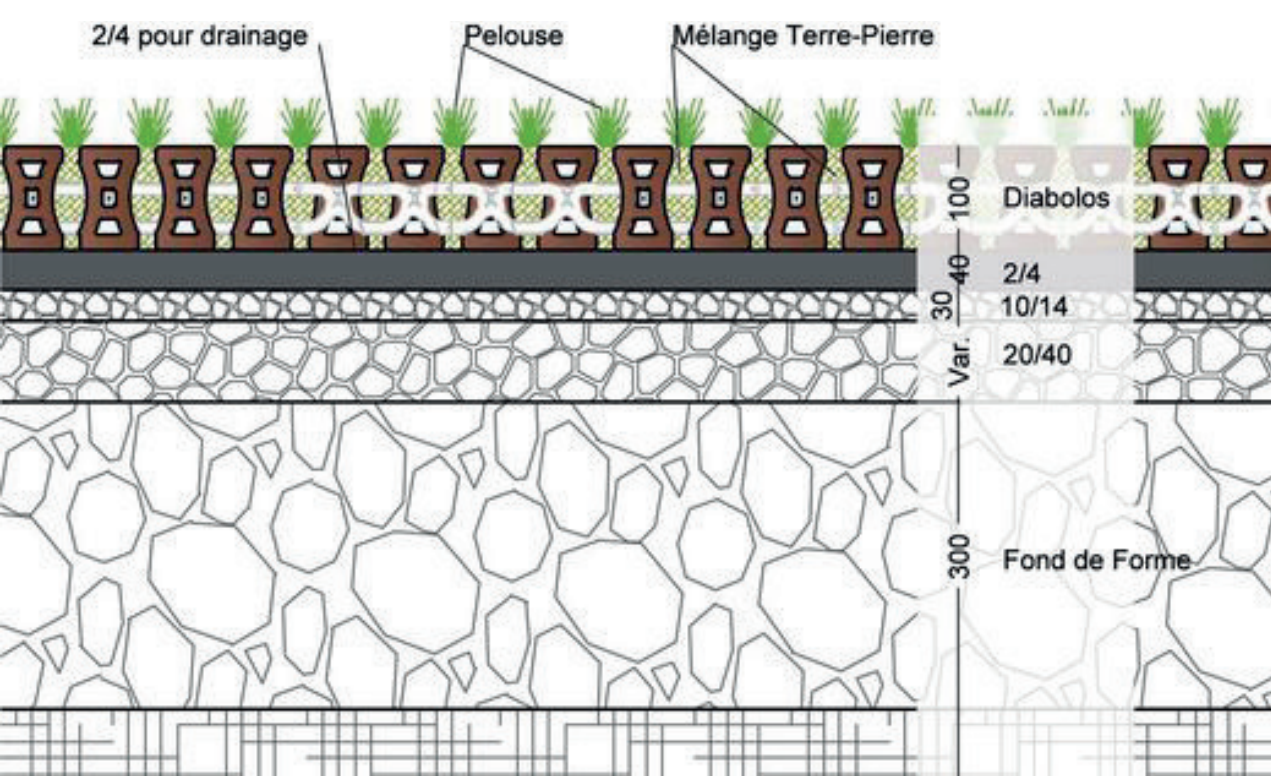 2/4 pour drainage
Pelouse
Mélange Terre-Pierre
100
Diabolos
40
2/4
30
10/14
Var.
20/40
300
Fond de Forme